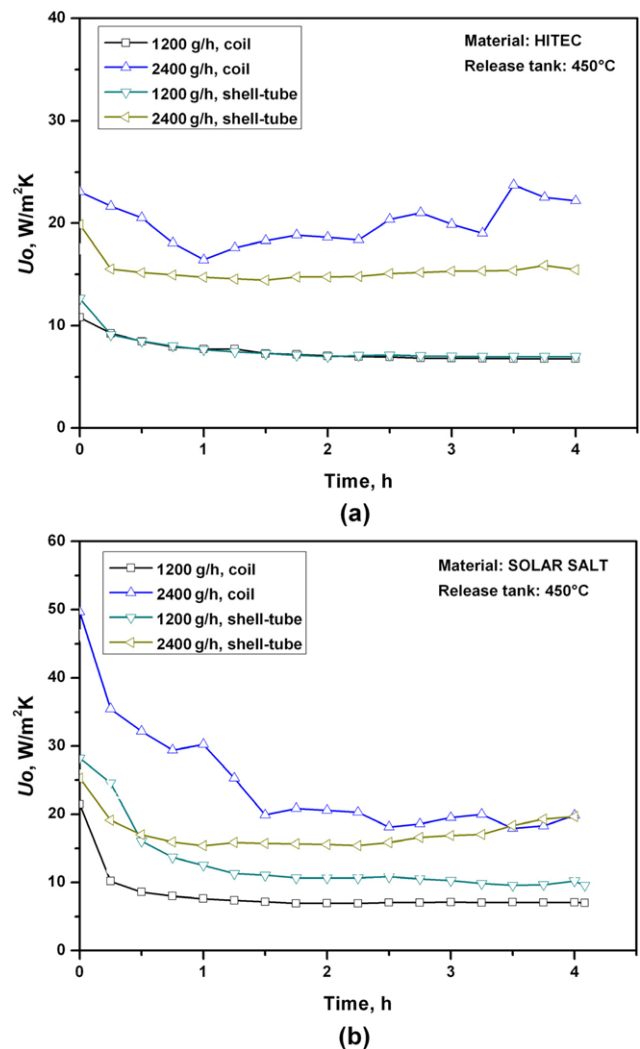 40
30
20
10
0
Uo, W/m²K
1200 g/h, coil
2400 g/h, coil
1200 g/h, shell-tube
2400 g/h, shell-tube
Material: HITEC
Release tank: 450°C
0 1 2 3 4
Time, h
(a)
60
50
40
30
20
10
0
Uo, W/m²K
1200 g/h, coil
2400 g/h, coil
1200 g/h, shell-tube
2400 g/h, shell-tube
Material: SOLAR SALT
Release tank: 450°C
0 1 2 3 4
Time, h
(b)